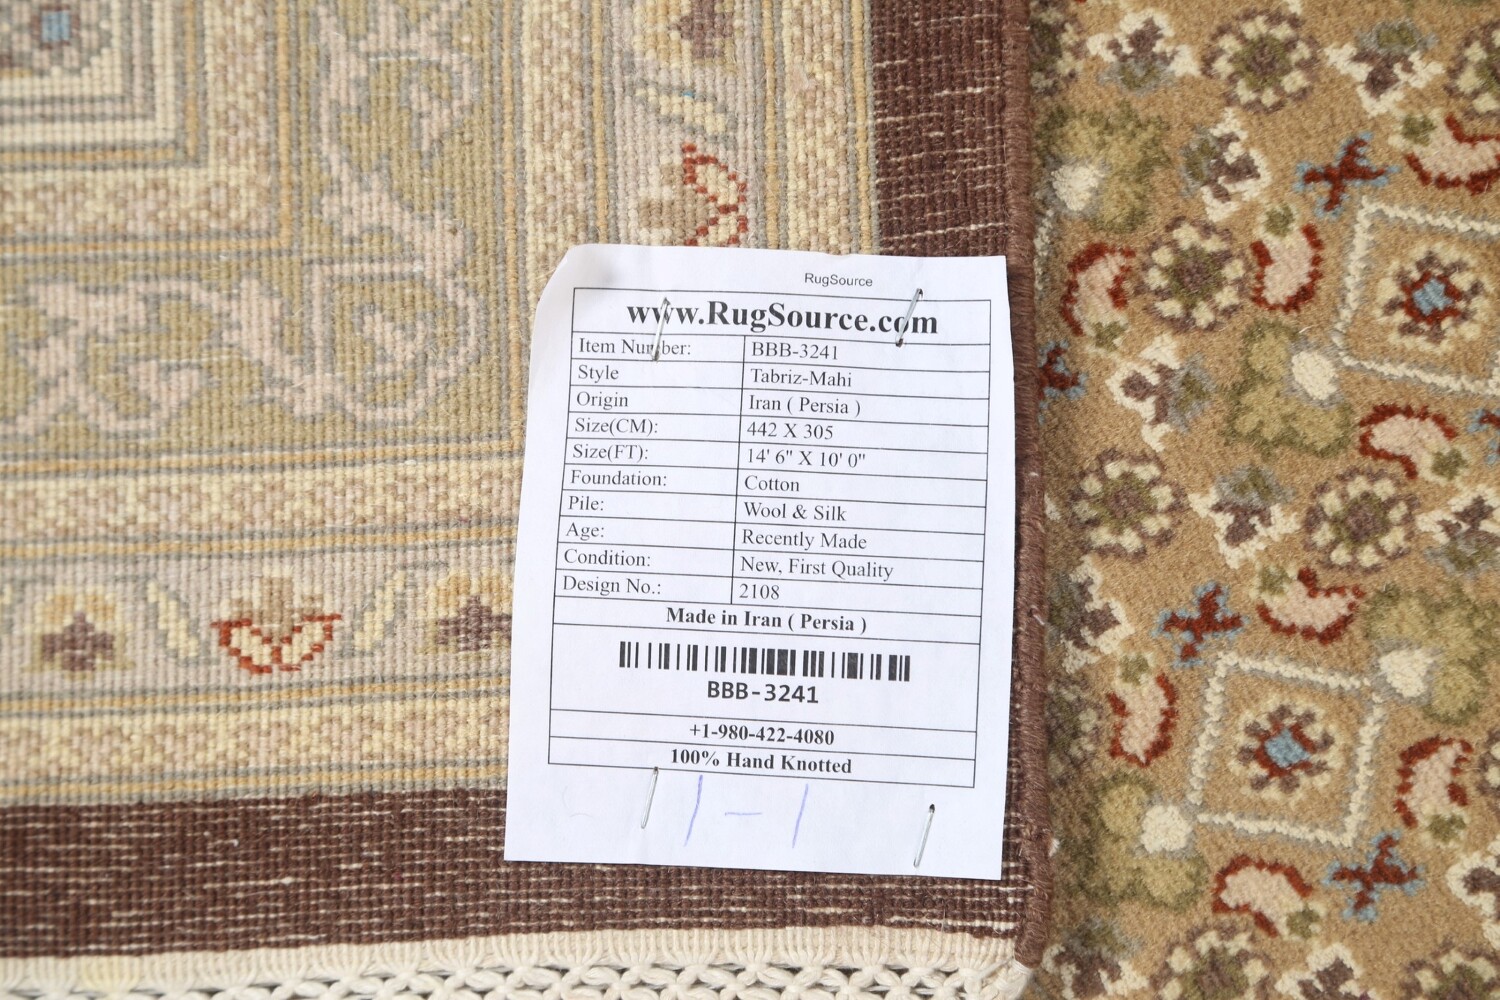 RugSource
www.RugSource.com
Item Number: BBB-3241
Style Tabriz-Mahi
Origin Iran ( Persia )
Size(CM): 442 X 305
Size(FT): 14' 6" X 10' 0"
Foundation: Cotton
Pile: Wool & Silk
Age: Recently Made
Condition: New, First Quality
Design No.: 2108
Made in Iran ( Persia )
BBB-3241
+1-980-422-4080
100% Hand Knotted
1-1